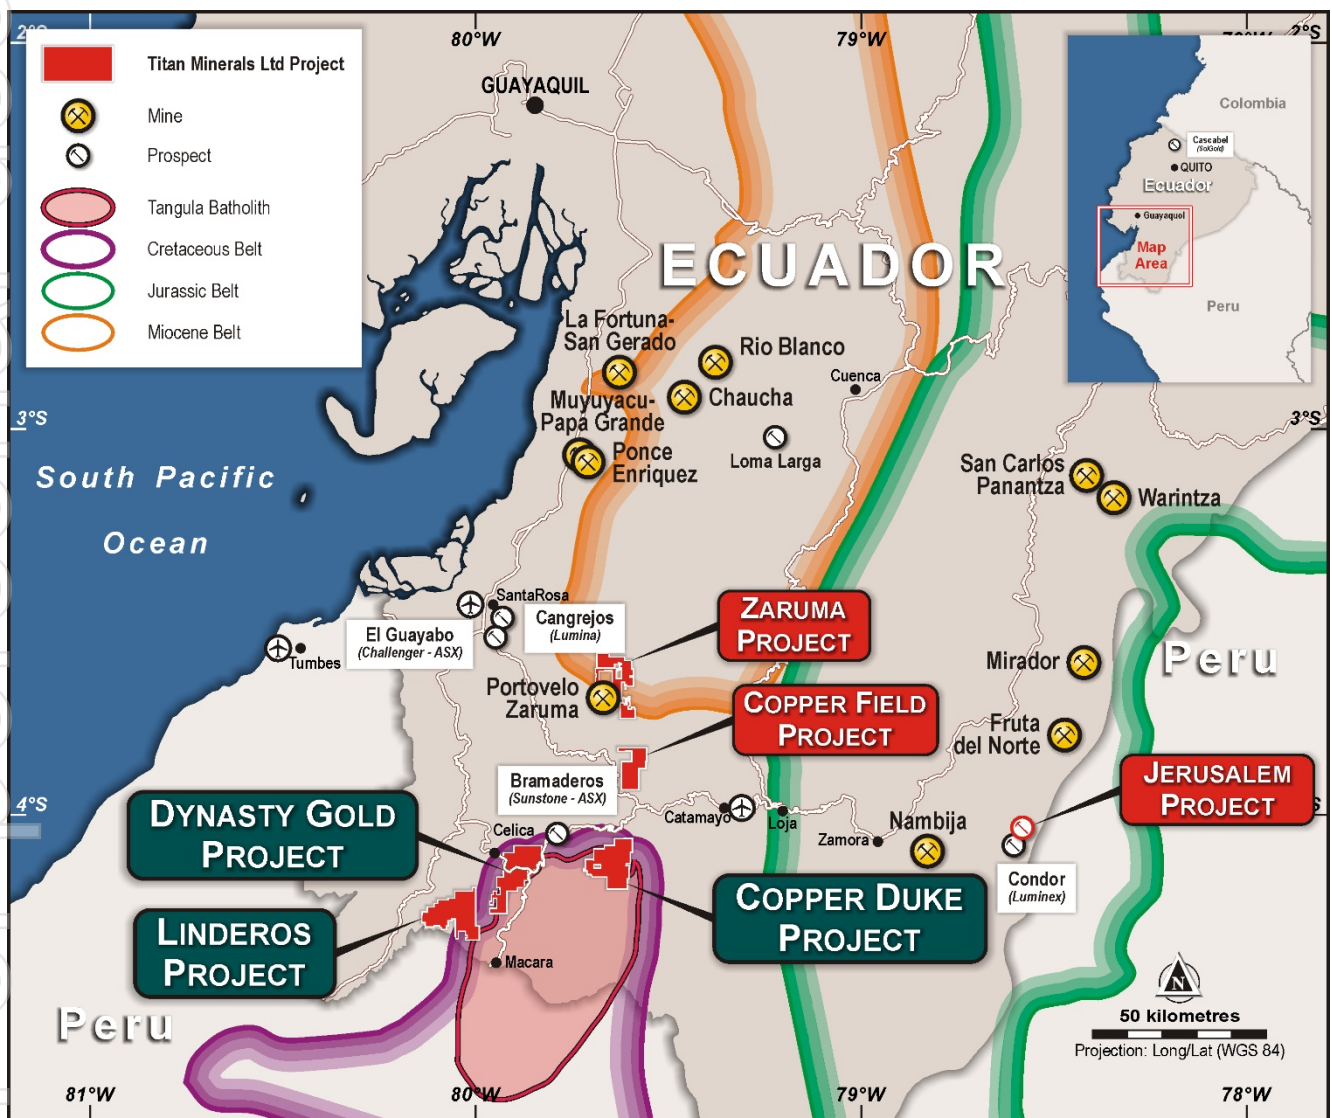 2°S
80°W
79°W
2°S
Titan Minerals Ltd Project
Mine
Prospect
Tangula Batholith
Cretaceous Belt
Jurassic Belt
Miocene Belt
GUAYAQUIL
Colombia
Cascabel
(SolGold)
QUITO
Ecuador
Guayaquol
Map
Area
Peru
ECUADOR
La Fortuna-
San Gerado
Rio Blanco
Cuenca
Muyuyacu-
Papa Grande
Chaucha
Ponce
Enriquez
Loma Larga
3°S
3°S
South Pacific
Ocean
San Carlos
Panantza
Warintza
SantaRosa
El Guayabo
(Challenger - ASX)
Cangrejos
(Lumina)
Tumbes
ZARUMA
PROJECT
Portovelo
Zaruma
COPPER FIELD
PROJECT
Mirador
Peru
Fruta
del Norte
JERUSALEM
PROJECT
4°S
Bramaderos
(Sunstone - ASX)
DYNASTY GOLD
PROJECT
Celica
Catamayo
Loja
Zamora
Nambija
Condor
(Luminex)
COPPER DUKE
PROJECT
LINDEROS
PROJECT
Macara
Peru
N
50 kilometres
Projection: Long/Lat (WGS 84)
81°W
80°W
79°W
78°W